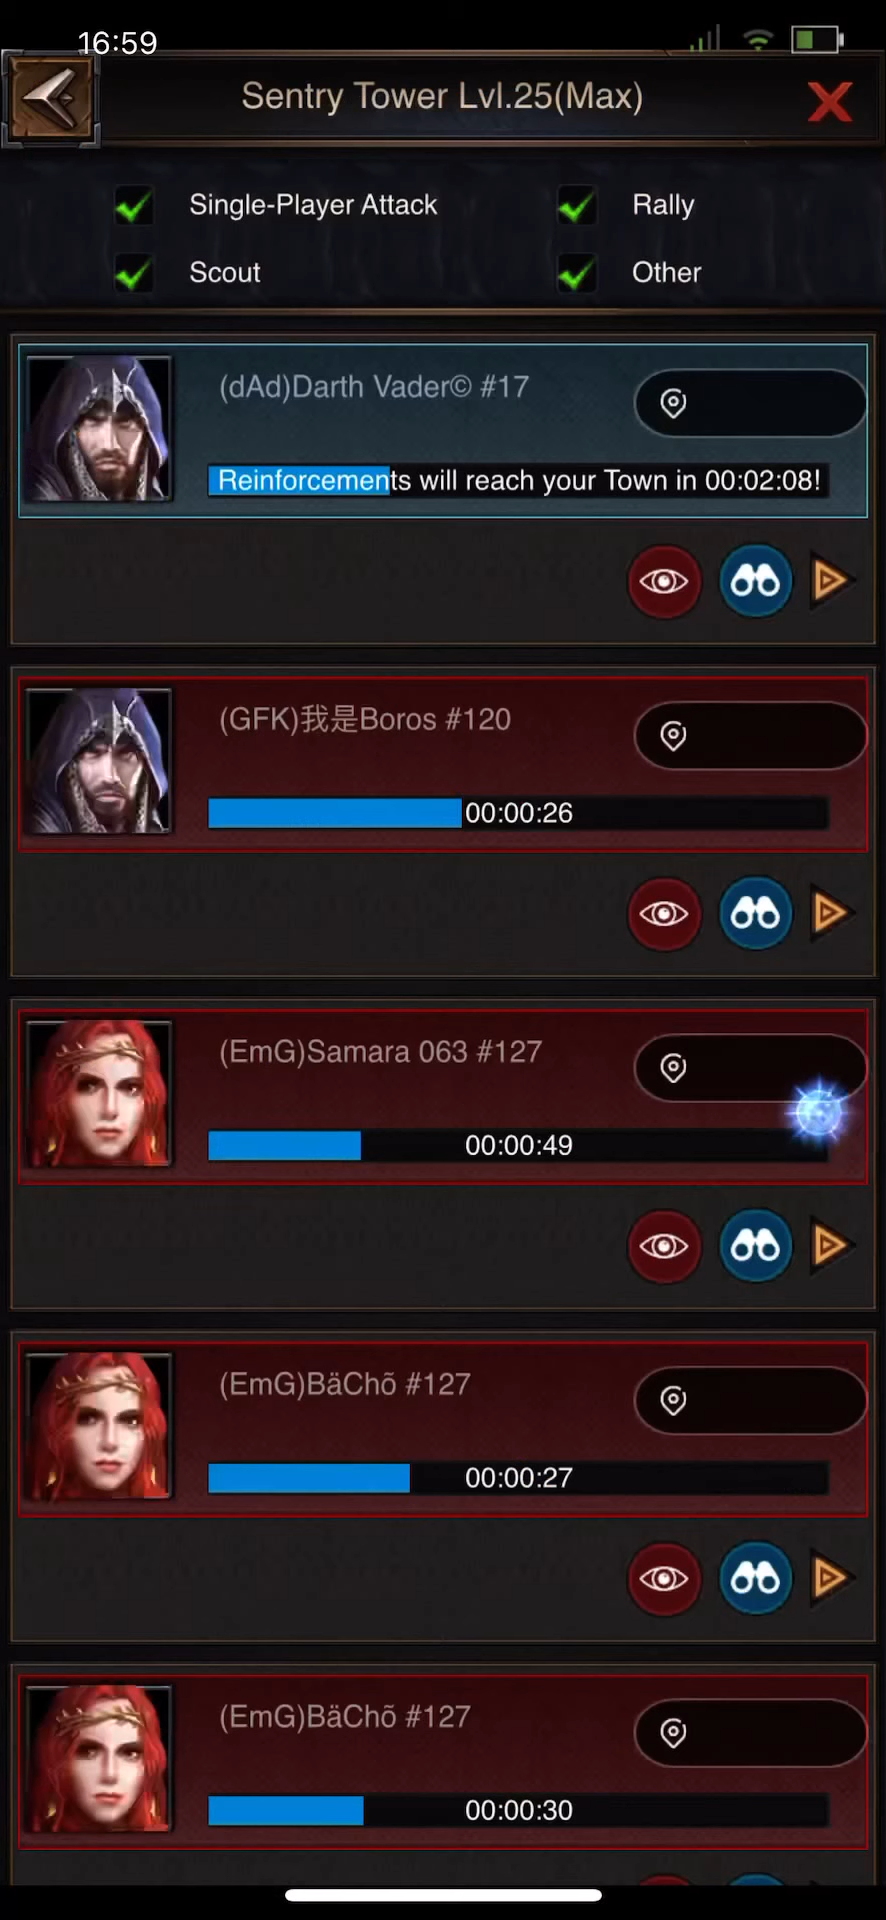 16:59
Sentry Tower Lvl.25(Max)
Single-Player Attack
Rally
Scout
Other
(dAd)Darth Vader© #17
Reinforcements will reach your Town in 00:02:08!
(GFK)我是Boros #120
00:00:26
(EmG)Samara 063 #127
00:00:49
(EmG)BäChõ #127
00:00:27
(EmG)BäChõ #127
00:00:30